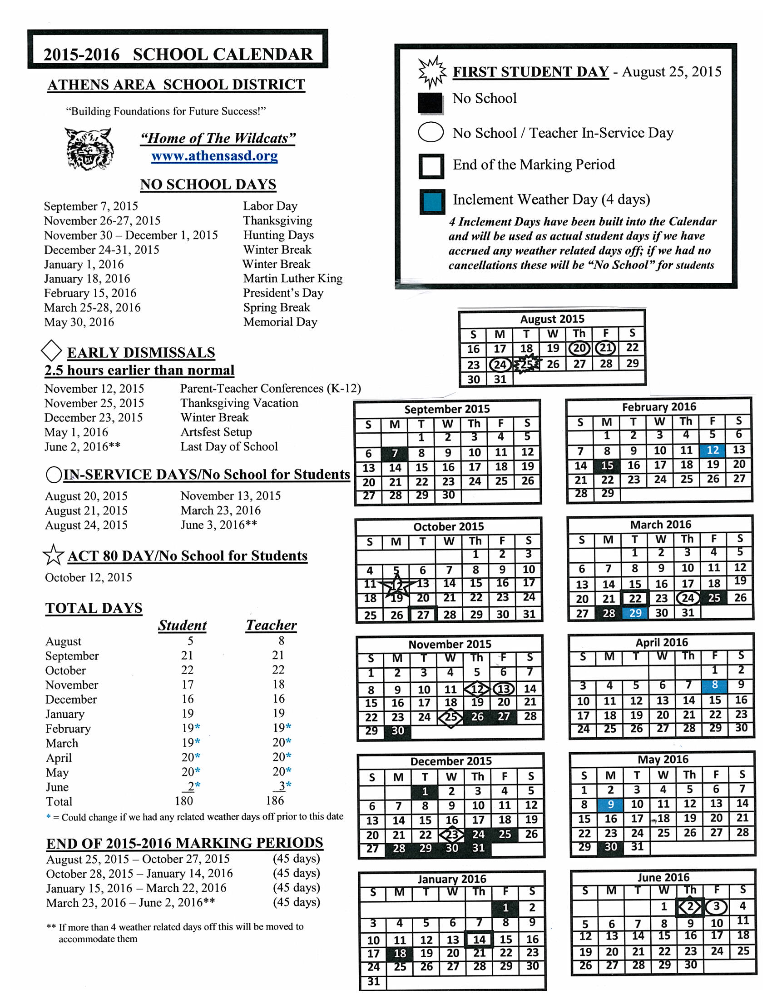 2015-2016 SCHOOL CALENDAR
ATHENS AREA SCHOOL DISTRICT
“Building Foundations for Future Success!”
“Home of The Wildcats”
www.athensasd.org
NO SCHOOL DAYS
September 7, 2015 Labor Day
November 26-27, 2015 Thanksgiving
November 30 – December 1, 2015 Hunting Days
December 24-31, 2015 Winter Break
January 1, 2016 Winter Break
January 18, 2016 Martin Luther King
February 15, 2016 President’s Day
March 25-28, 2016 Spring Break
May 30, 2016 Memorial Day
EARLY DISMISSALS
2.5 hours earlier than normal
November 12, 2015 Parent-Teacher Conferences (K-12)
November 25, 2015 Thanksgiving Vacation
December 23, 2015 Winter Break
May 1, 2016 Artsfest Setup
June 2, 2016** Last Day of School
IN-SERVICE DAYS/No School for Students
August 20, 2015 November 13, 2015
August 21, 2015 March 23, 2016
August 24, 2015 June 3, 2016**
ACT 80 DAY/No School for Students
October 12, 2015
TOTAL DAYS
Student Teacher
August 5 8
September 21 21
October 22 22
November 17 18
December 16 16
January 19 19
February 19* 19*
March 19* 20*
April 20* 20*
May 20* 20*
June 2* 3*
Total 180 186
* = Could change if we had any related weather days off prior to this date
END OF 2015-2016 MARKING PERIODS
August 25, 2015 – October 27, 2015 (45 days)
October 28, 2015 – January 14, 2016 (45 days)
January 15, 2016 – March 22, 2016 (45 days)
March 23, 2016 – June 2, 2016** (45 days)
** If more than 4 weather related days off this will be moved to
accommodate them
FIRST STUDENT DAY - August 25, 2015
No School
No School / Teacher In-Service Day
End of the Marking Period
Inclement Weather Day (4 days)
4 Inclement Days have been built into the Calendar
and will be used as actual student days if we have
accrued any weather related days off; if we had no
cancellations these will be “No School” for students
August 2015
S M T W Th F S
16 17 18 19 20 21 22
23 24 25 26 27 28 29
30 31
September 2015
S M T W Th F S
1 2 3 4 5
6 7 8 9 10 11 12
13 14 15 16 17 18 19
20 21 22 23 24 25 26
27 28 29 30
October 2015
S M T W Th F S
1 2 3
4 5 6 7 8 9 10
11 12 13 14 15 16 17
18 19 20 21 22 23 24
25 26 27 28 29 30 31
November 2015
S M T W Th F S
1 2 3 4 5 6 7
8 9 10 11 12 13 14
15 16 17 18 19 20 21
22 23 24 25 26 27 28
29 30
December 2015
S M T W Th F S
1 2 3 4 5
6 7 8 9 10 11 12
13 14 15 16 17 18 19
20 21 22 23 24 25 26
27 28 29 30 31
January 2016
S M T W Th F S
1 2
3 4 5 6 7 8 9
10 11 12 13 14 15 16
17 18 19 20 21 22 23
24 25 26 27 28 29 30
31
February 2016
S M T W Th F S
1 2 3 4 5 6
7 8 9 10 11 12 13
14 15 16 17 18 19 20
21 22 23 24 25 26 27
28 29
March 2016
S M T W Th F S
1 2 3 4 5
6 7 8 9 10 11 12
13 14 15 16 17 18 19
20 21 22 23 24 25 26
27 28 29 30 31
April 2016
S M T W Th F S
1 2
3 4 5 6 7 8 9
10 11 12 13 14 15 16
17 18 19 20 21 22 23
24 25 26 27 28 29 30
May 2016
S M T W Th F S
1 2 3 4 5 6 7
8 9 10 11 12 13 14
15 16 17 18 19 20 21
22 23 24 25 26 27 28
29 30 31
June 2016
S M T W Th F S
1 2 3 4
5 6 7 8 9 10 11
12 13 14 15 16 17 18
19 20 21 22 23 24 25
26 27 28 29 30